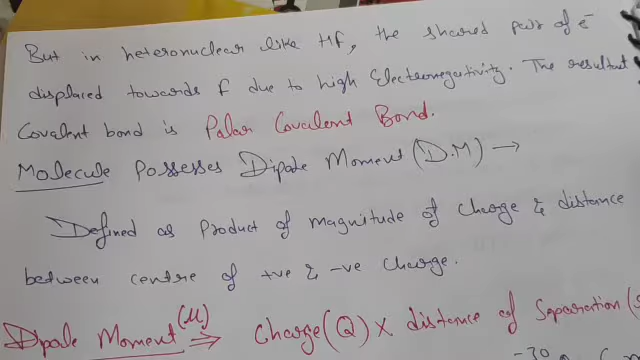 But in heteronuclear like HF, the shared pair of e⁻
displaced towards F due to high Electronegativity. The resultant
Covalent bond is Polar Covalent Bond.
Molecule Possesses Dipole Moment (D.M) →
Defined as Product of Magnitude of Charge & distance
between centre of +ve & -ve Charge.
Dipole Moment (μ) ⇒ Charge (Q) × distance of Separation (
-30